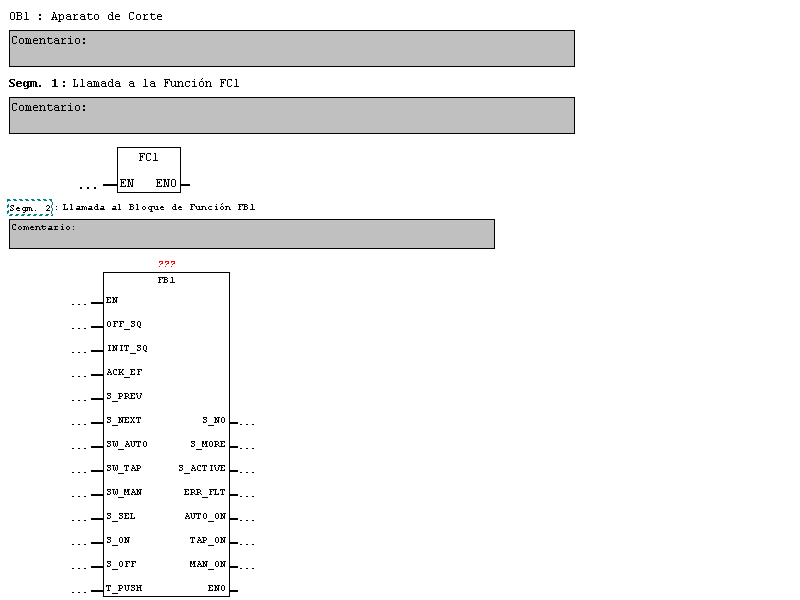 OB1 : Aparato de Corte
Comentario:
Segm. 1: Llamada a la Función FC1
Comentario:
FC1
... EN ENO
Segm. 2: Llamada al Bloque de Función FB1
Comentario:
???
FB1
... EN
... OFF_SQ
... INIT_SQ
... ACK_EF
... S_PREV
... S_NEXT S_NO ...
... SW_AUTO S_MORE ...
... SW_TAP S_ACTIVE ...
... SW_MAN ERR_FLT ...
... S_SEL AUTO_ON ...
... S_ON TAP_ON ...
... S_OFF MAN_ON ...
... T_PUSH ENO